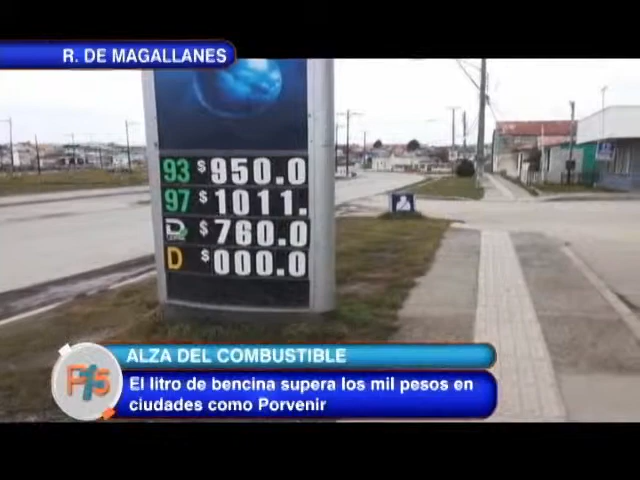 R. DE MAGALLANES
93 $950.0
97 $1011.
D $760.0
D $000.0
ALZA DEL COMBUSTIBLE
El litro de bencina supera los mil pesos en
ciudades como Porvenir